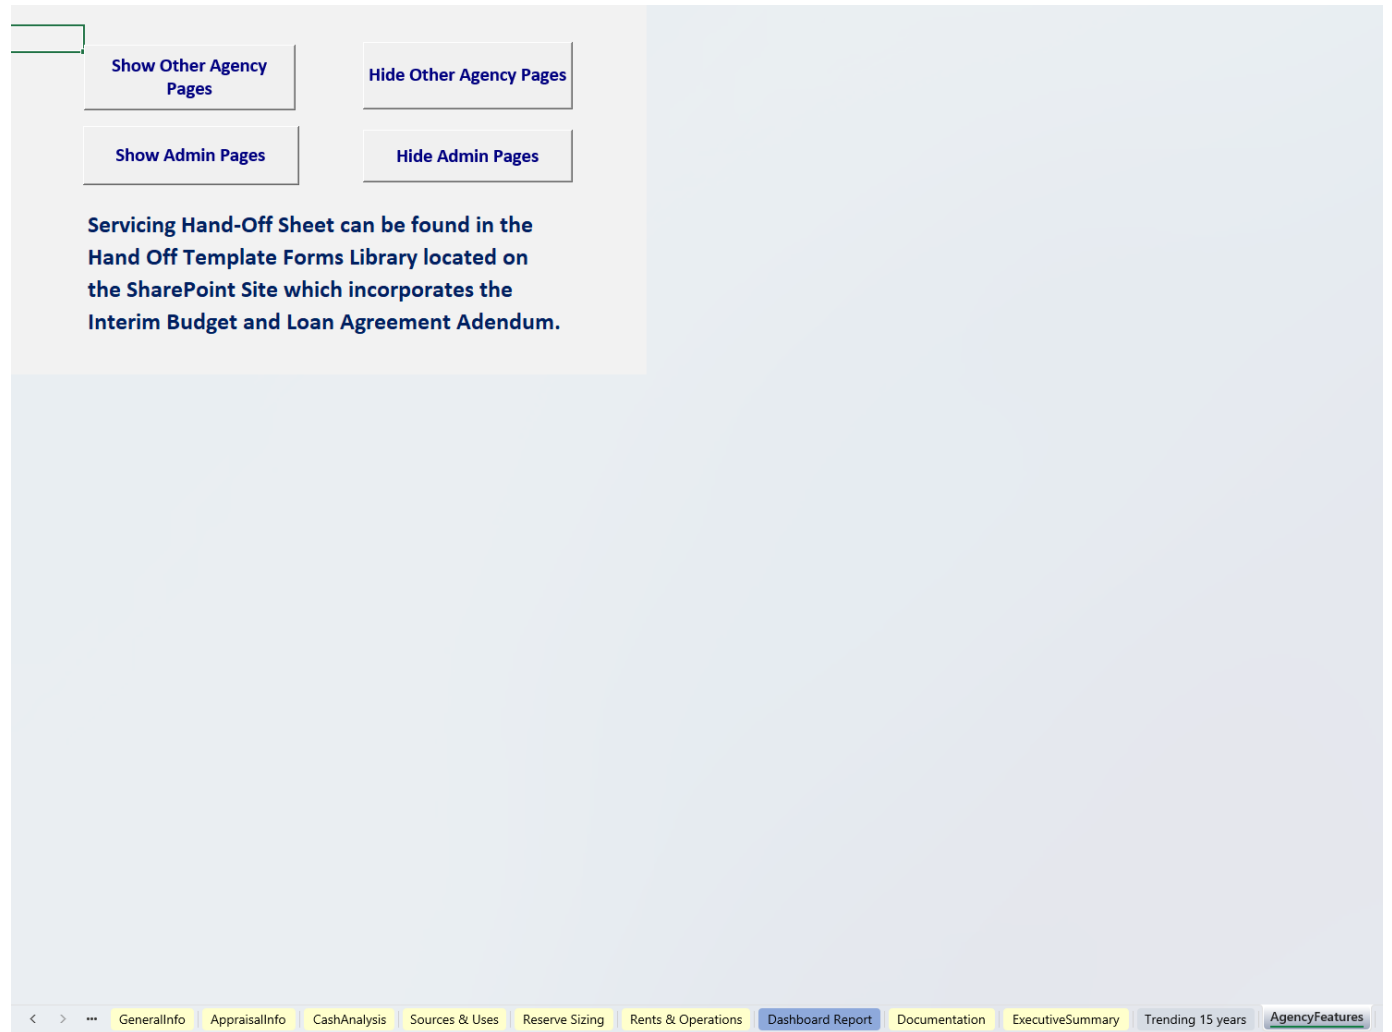 Show Other Agency
Pages
Hide Other Agency Pages
Show Admin Pages
Hide Admin Pages
Servicing Hand-Off Sheet can be found in the
Hand Off Template Forms Library located on
the SharePoint Site which incorporates the
Interim Budget and Loan Agreement Adendum.
GeneralInfo AppraisalInfo CashAnalysis Sources & Uses Reserve Sizing Rents & Operations Dashboard Report Documentation ExecutiveSummary Trending 15 years AgencyFeatures